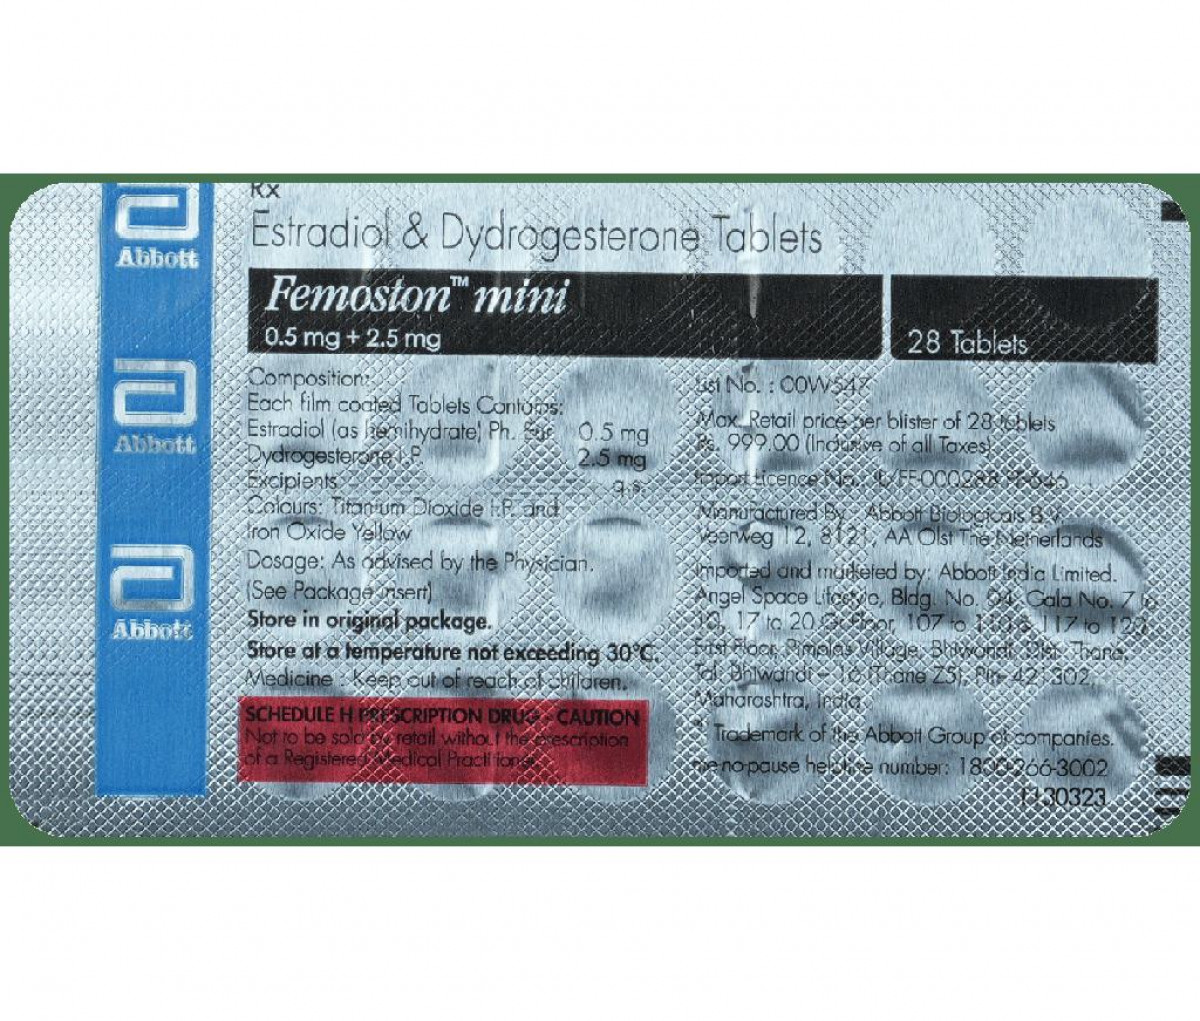 Abbott
Abbott
Abbott
Rx
Estradiol & Dydrogesterone Tablets
Femoston™ mini
0.5 mg + 2.5 mg
28 Tablets
Composition:
Each film coated Tablets Contains:
Estradiol (as hemihydrate) Ph. Eur. 0.5 mg
Dydrogesterone I.P. 2.5 mg
Excipients q.s.
Colours: Titanium Dioxide I.P. and
Iron Oxide Yellow
Dosage: As advised by the Physician.
(See Package insert)
Store in original package.
Store at a temperature not exceeding 30°C.
Medicine : Keep out of reach of children.
SCHEDULE H PRESCRIPTION DRUG - CAUTION
Not to be sold by retail without the prescription
of a Registered Medical Practitioner.
List No. : C0W547
Max. Retail price per blister of 28 tablets
Rs. 999.00 (Inclusive of all Taxes)
Import Licence No.:
Manufactured By : Abbott Biologicals B.V.
Veerweg 12, 8121, AA Olst The Netherlands
Imported and marketed by: Abbott India Limited.
Angel Space Lifestyle, Bldg. No. Gala No. 7 to
17 to 20 Gr. floor, 107 to 110 & 117 to 120
First Floor, Pimplas Village, Bhiwandi, Dist- Thane,
Tal: Bhiwandi - 16 (Thane Z5), Pin- 421302,
Maharashtra, India
Trademark of the Abbott Group of companies.
me-no-pause helpline number: 1800-266-3002
30323